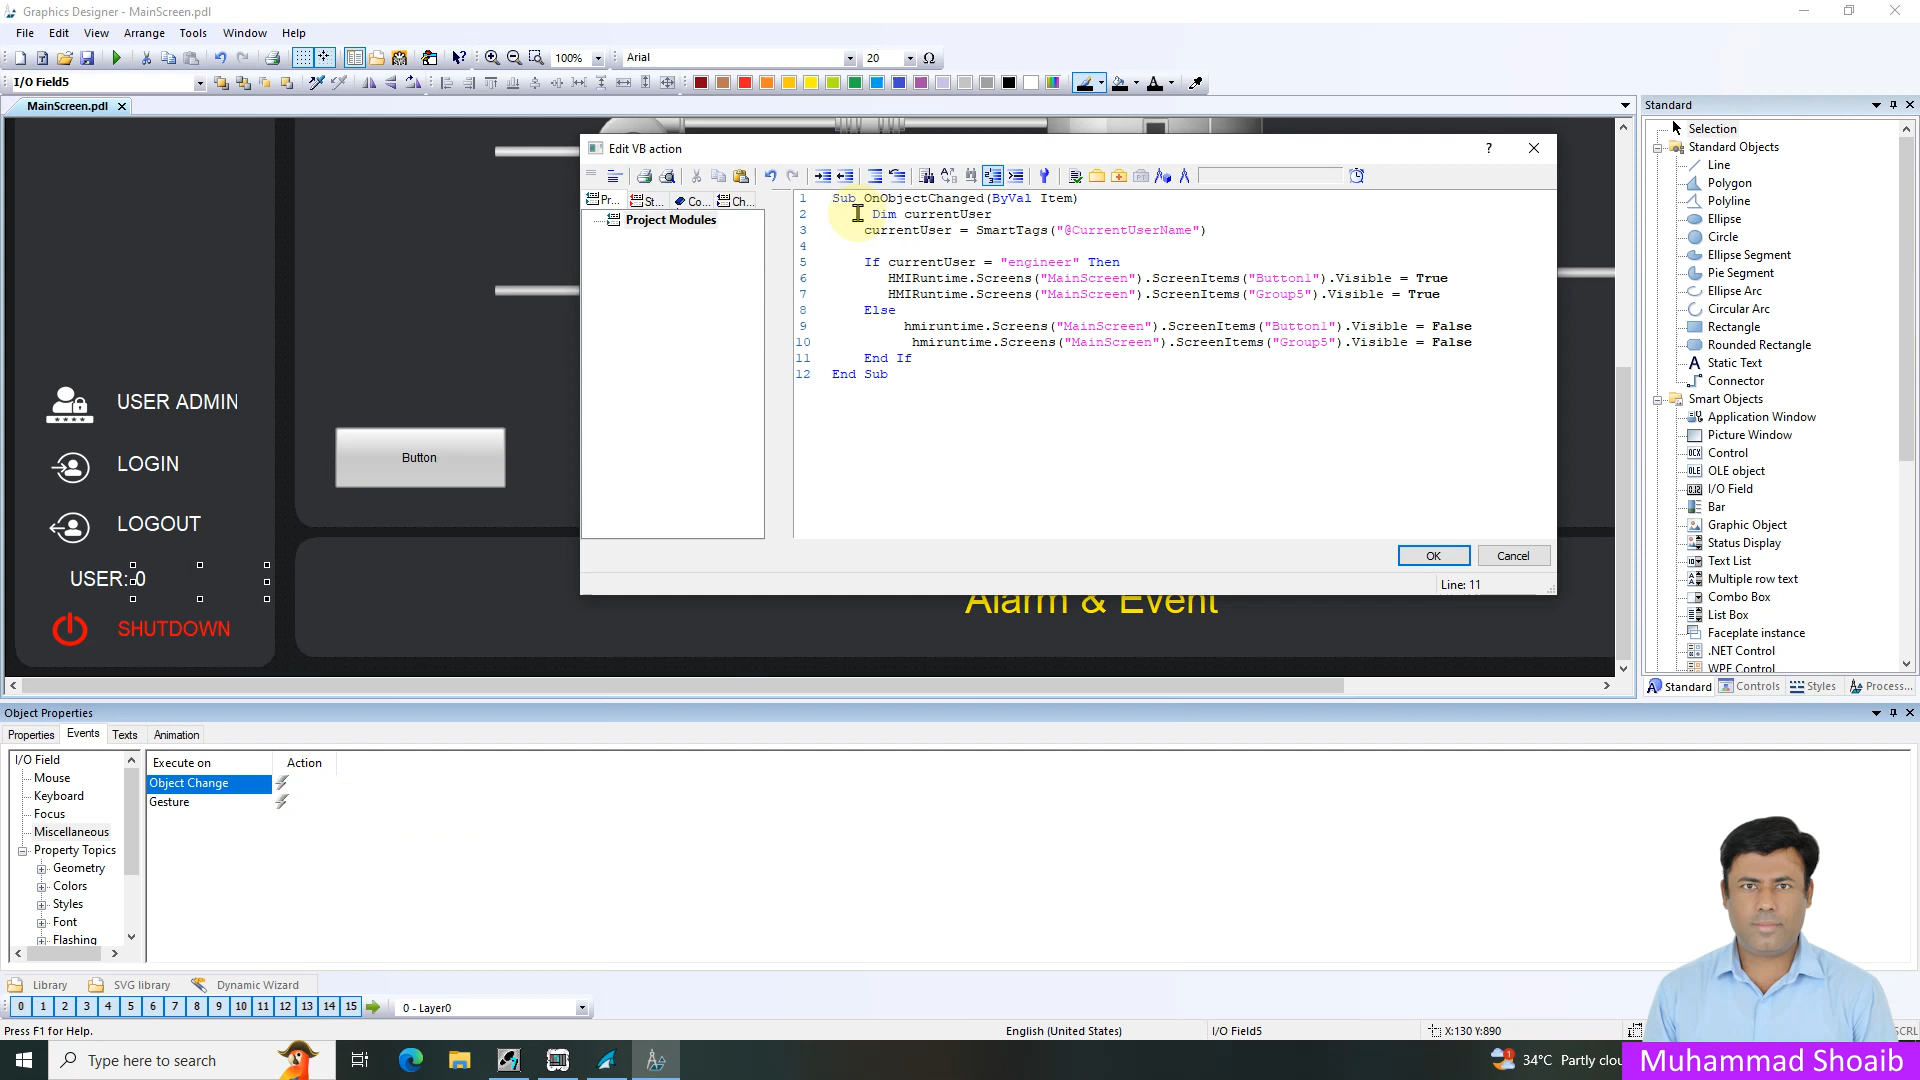 Graphics Designer - MainScreen.pdl
File Edit View Arrange Tools Window Help
100% Arial 20
I/O Field5
MainScreen.pdl
Standard
Edit VB action
Pr... St... Co... Ch...
Project Modules
1 Sub OnObjectChanged(ByVal Item)
2 Dim currentUser
3 currentUser = SmartTags("@CurrentUserName")
4
5 If currentUser = "engineer" Then
6 HMIRuntime.Screens("MainScreen").ScreenItems("Button1").Visible = True
7 HMIRuntime.Screens("MainScreen").ScreenItems("Group5").Visible = True
8 Else
9 hmiruntime.Screens("MainScreen").ScreenItems("Button1").Visible = False
10 hmiruntime.Screens("MainScreen").ScreenItems("Group5").Visible = False
11 End If
12 End Sub
OK Cancel
Line: 11
USER ADMIN
LOGIN
Button
LOGOUT
USER: 0
SHUTDOWN
Alarm & Event
Selection
Standard Objects
Line
Polygon
Polyline
Ellipse
Circle
Ellipse Segment
Pie Segment
Ellipse Arc
Circular Arc
Rectangle
Rounded Rectangle
Static Text
Connector
Smart Objects
Application Window
Picture Window
Control
OLE object
I/O Field
Bar
Graphic Object
Status Display
Text List
Multiple row text
Combo Box
List Box
Faceplate instance
.NET Control
WPF Control
Standard Controls Styles Process...
Object Properties
Properties Events Texts Animation
I/O Field
Mouse
Keyboard
Focus
Miscellaneous
Property Topics
Geometry
Colors
Styles
Font
Flashing
Execute on Action
Object Change
Gesture
Library SVG library Dynamic Wizard
0 1 2 3 4 5 6 7 8 9 10 11 12 13 14 15 0 - Layer0
Press F1 for Help. English (United States) I/O Field5 X:130 Y:890 SCRL
Type here to search
34°C Partly clou
Muhammad Shoaib